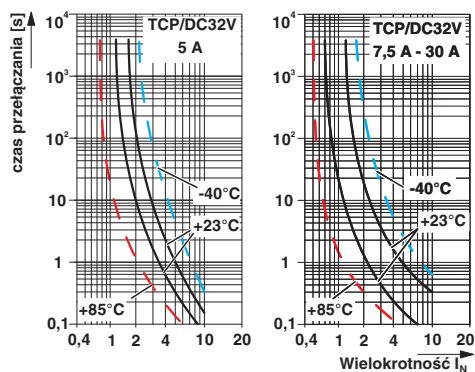 czas przełączania [s]
TCP/DC32V
5 A
10⁴
10³
10²
10
1
0,1
-40°C
+23°C
+85°C
0,4 1 2 4 10 20
TCP/DC32V
7,5 A - 30 A
10⁴
10³
10²
10
1
0,1
-40°C
+23°C
+85°C
0,4 1 2 4 10 20
Wielokrotność I_N